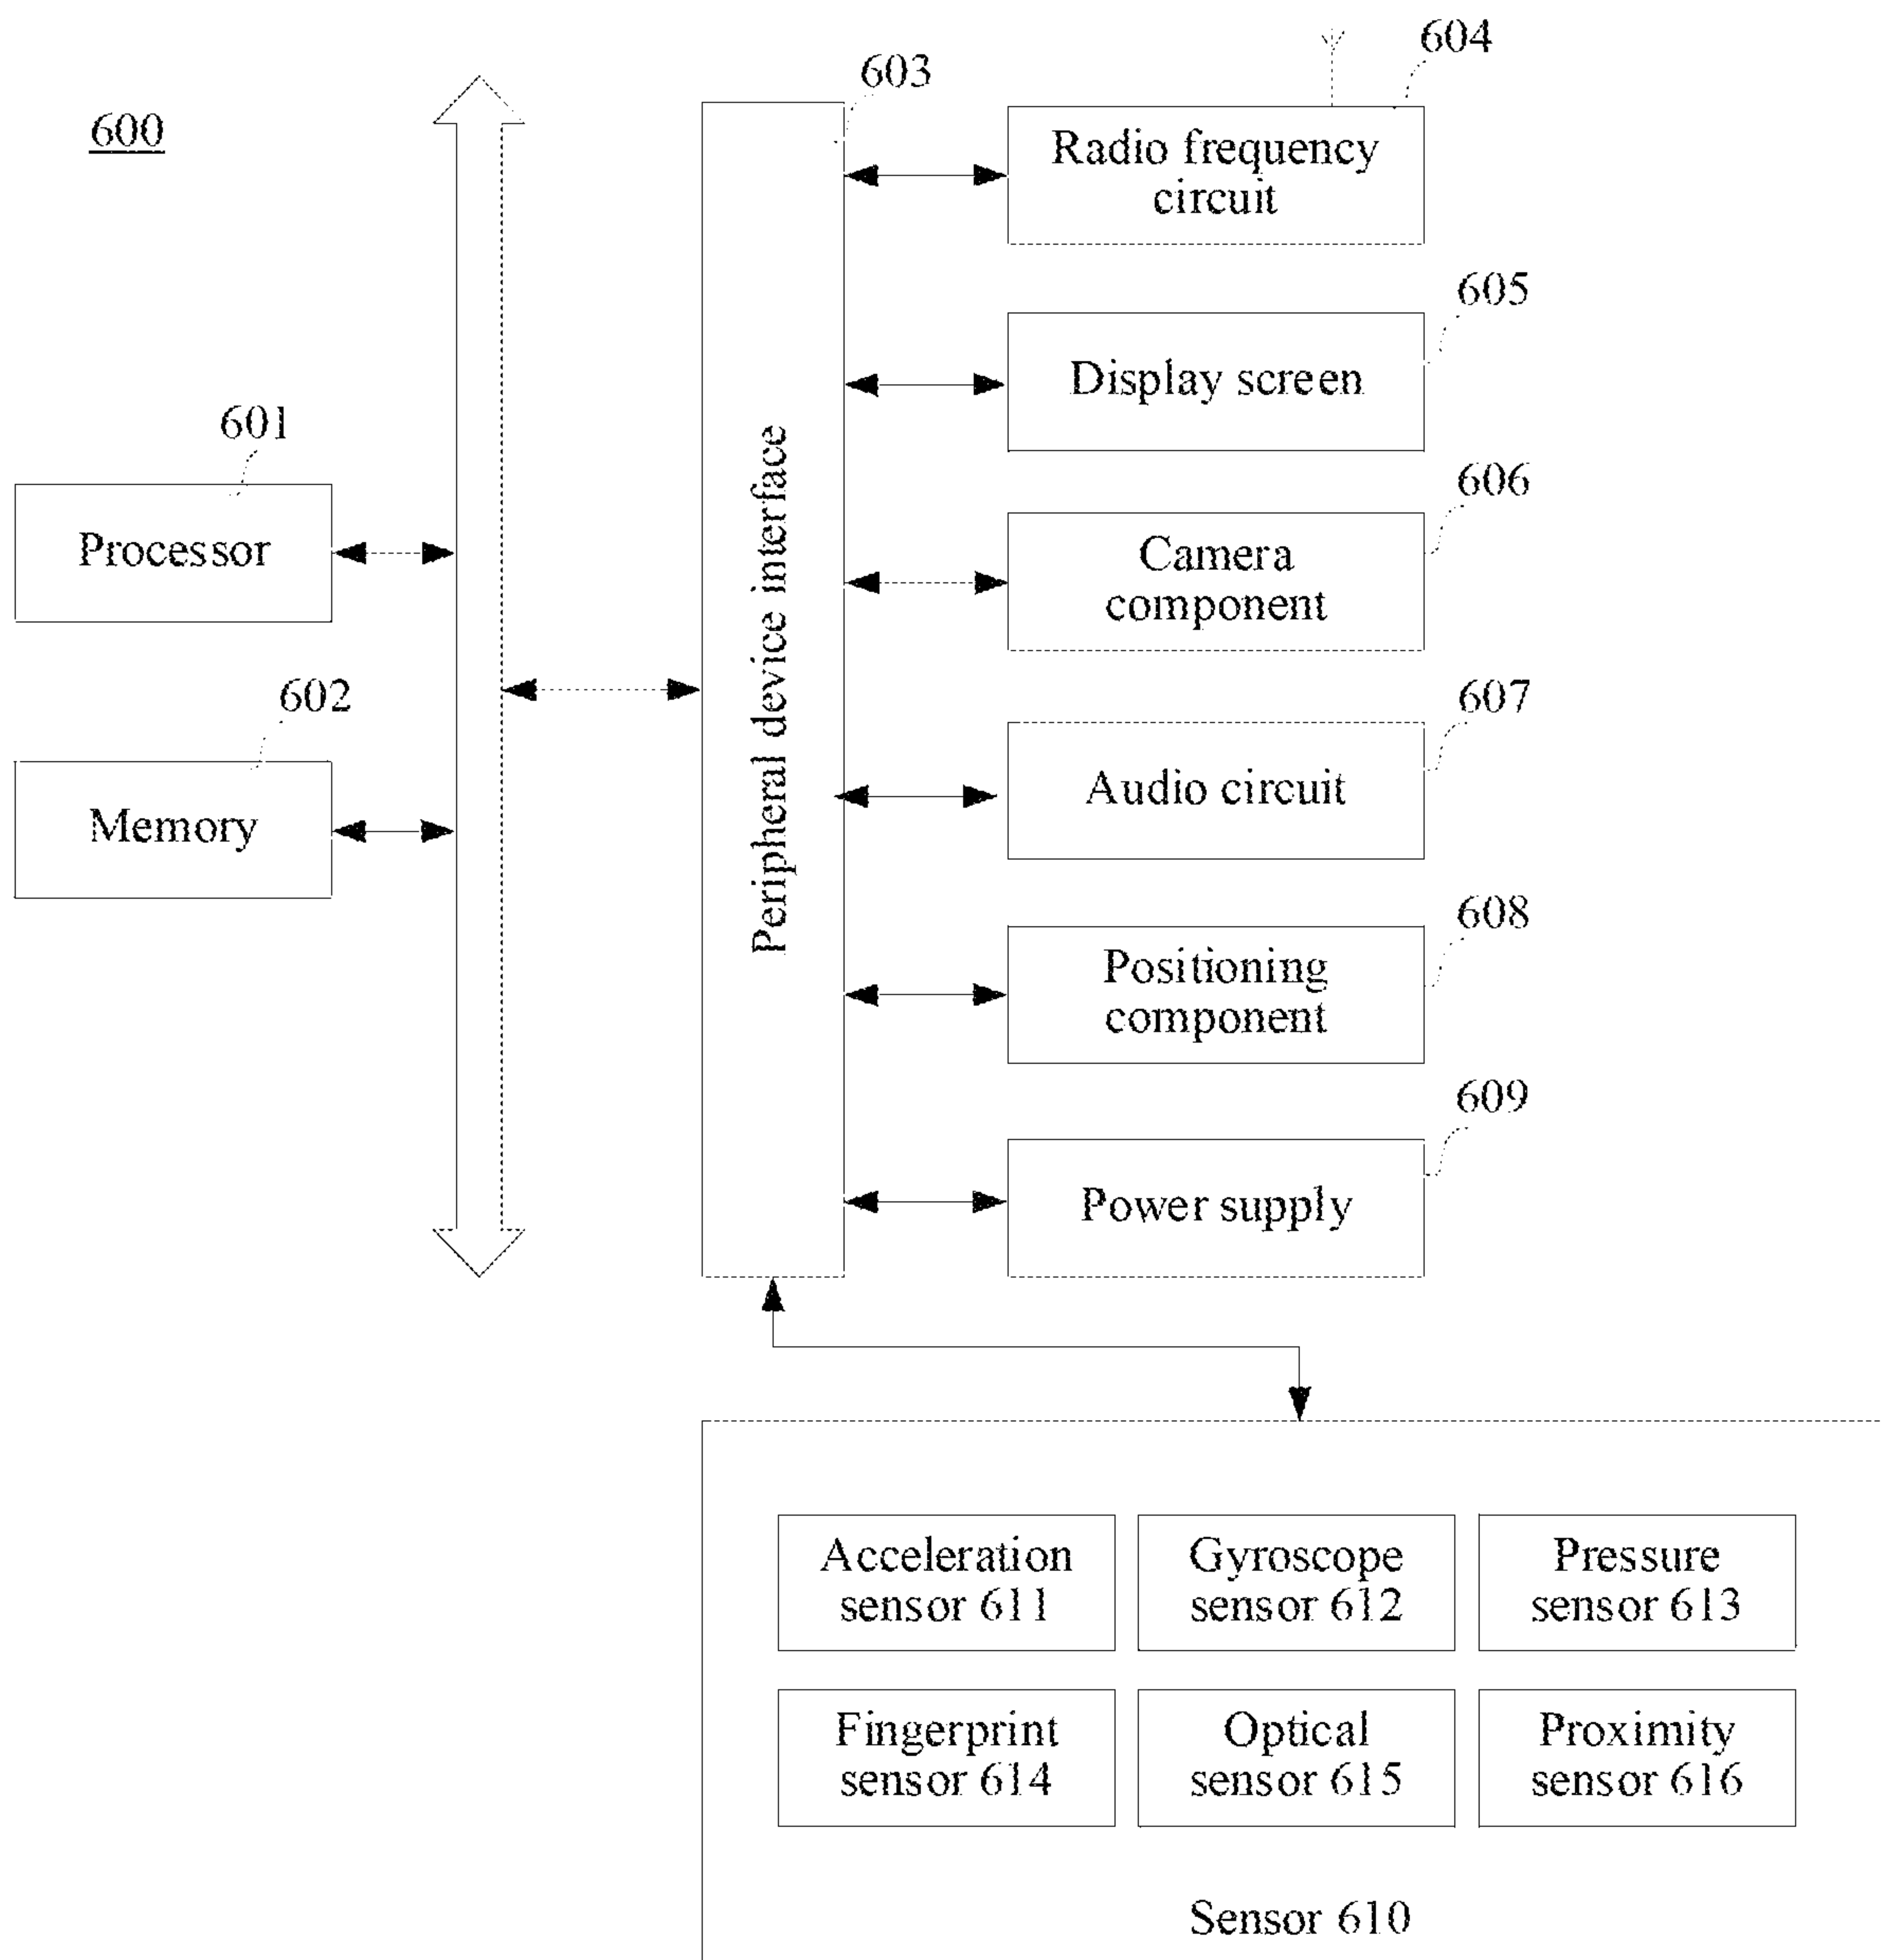 600
603
604
Radio frequency
circuit
605
Display screen
601
Processor
606
Camera
component
Peripheral device interface
602
Memory
607
Audio circuit
608
Positioning
component
609
Power supply
Acceleration
sensor 611
Gyroscope
sensor 612
Pressure
sensor 613
Fingerprint
sensor 614
Optical
sensor 615
Proximity
sensor 616
Sensor 610